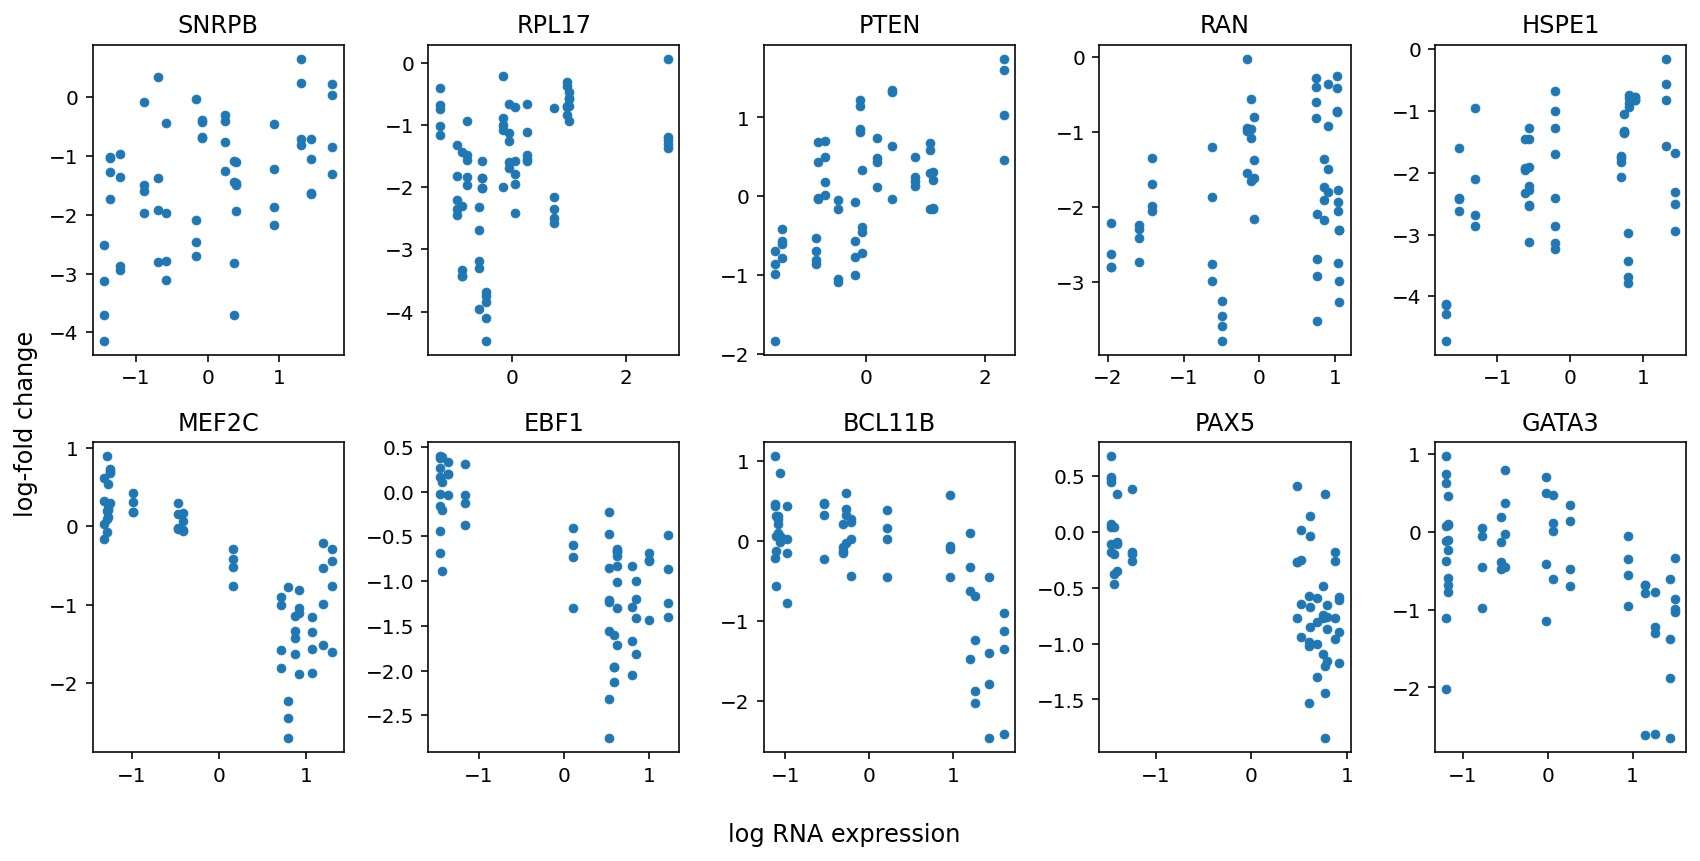 SNRPB RPL17 PTEN RAN HSPE1
0 −1 −2 −3 −4
−1 0 1
0 −1 −2 −3 −4
0 2
1 0 −1 −2
0 2
0 −1 −2 −3
−2 −1 0 1
0 −1 −2 −3 −4
−1 0 1
log-fold change
MEF2C EBF1 BCL11B PAX5 GATA3
1 0 −1 −2
−1 0 1
0.5 0.0 −0.5 −1.0 −1.5 −2.0 −2.5
−1 0 1
1 0 −1 −2
−1 0 1
0.5 0.0 −0.5 −1.0 −1.5
−1 0 1
1 0 −1 −2
−1 0 1
log RNA expression